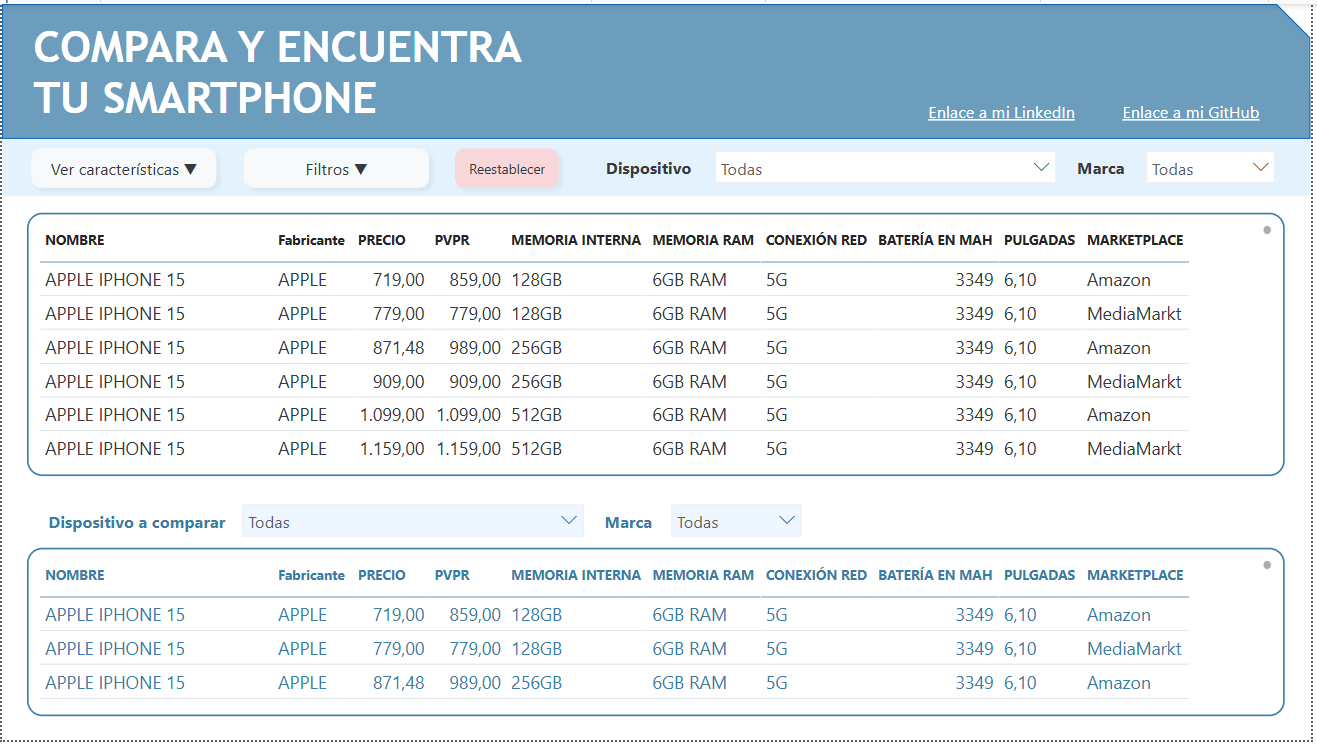 COMPARA Y ENCUENTRA
TU SMARTPHONE
Enlace a mi LinkedIn Enlace a mi GitHub
Ver características ▼ Filtros ▼ Reestablecer Dispositivo Todas Marca Todas
NOMBRE Fabricante PRECIO PVPR MEMORIA INTERNA MEMORIA RAM CONEXIÓN RED BATERÍA EN MAH PULGADAS MARKETPLACE
APPLE IPHONE 15 APPLE 719,00 859,00 128GB 6GB RAM 5G 3349 6,10 Amazon
APPLE IPHONE 15 APPLE 779,00 779,00 128GB 6GB RAM 5G 3349 6,10 MediaMarkt
APPLE IPHONE 15 APPLE 871,48 989,00 256GB 6GB RAM 5G 3349 6,10 Amazon
APPLE IPHONE 15 APPLE 909,00 909,00 256GB 6GB RAM 5G 3349 6,10 MediaMarkt
APPLE IPHONE 15 APPLE 1.099,00 1.099,00 512GB 6GB RAM 5G 3349 6,10 Amazon
APPLE IPHONE 15 APPLE 1.159,00 1.159,00 512GB 6GB RAM 5G 3349 6,10 MediaMarkt
Dispositivo a comparar Todas Marca Todas
NOMBRE Fabricante PRECIO PVPR MEMORIA INTERNA MEMORIA RAM CONEXIÓN RED BATERÍA EN MAH PULGADAS MARKETPLACE
APPLE IPHONE 15 APPLE 719,00 859,00 128GB 6GB RAM 5G 3349 6,10 Amazon
APPLE IPHONE 15 APPLE 779,00 779,00 128GB 6GB RAM 5G 3349 6,10 MediaMarkt
APPLE IPHONE 15 APPLE 871,48 989,00 256GB 6GB RAM 5G 3349 6,10 Amazon